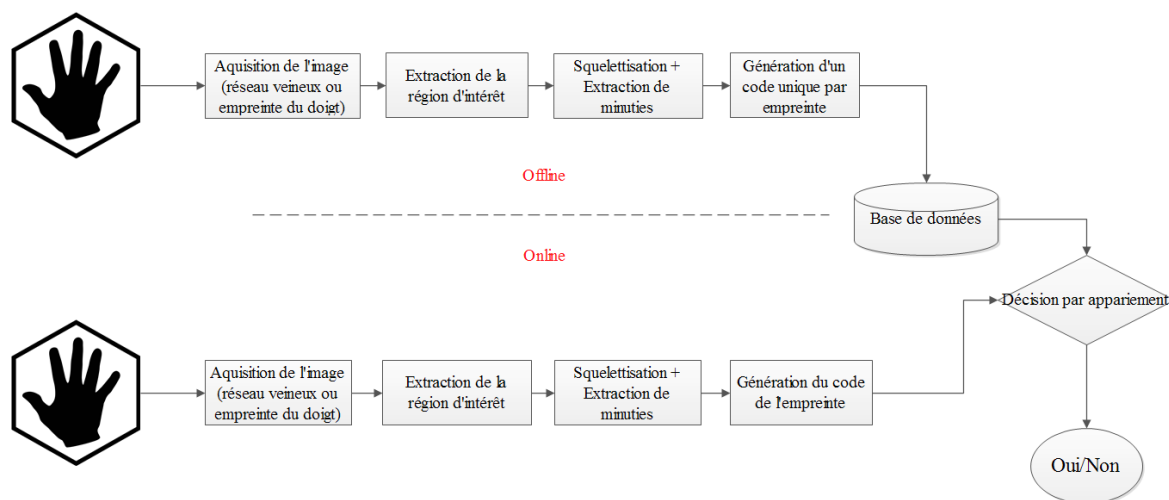 Aquisition de l'image
(réseau veineux ou
empreinte du doigt)
Extraction de la
région d'intérêt
Squelettisation +
Extraction de
minuties
Génération d'un
code unique par
empreinte
Offline
Base de données
Online
Décision par appariement
Aquisition de l'image
(réseau veineux ou
empreinte du doigt)
Extraction de la
région d'intérêt
Squelettisation +
Extraction de
minuties
Génération du code
de l'empreinte
Oui/Non